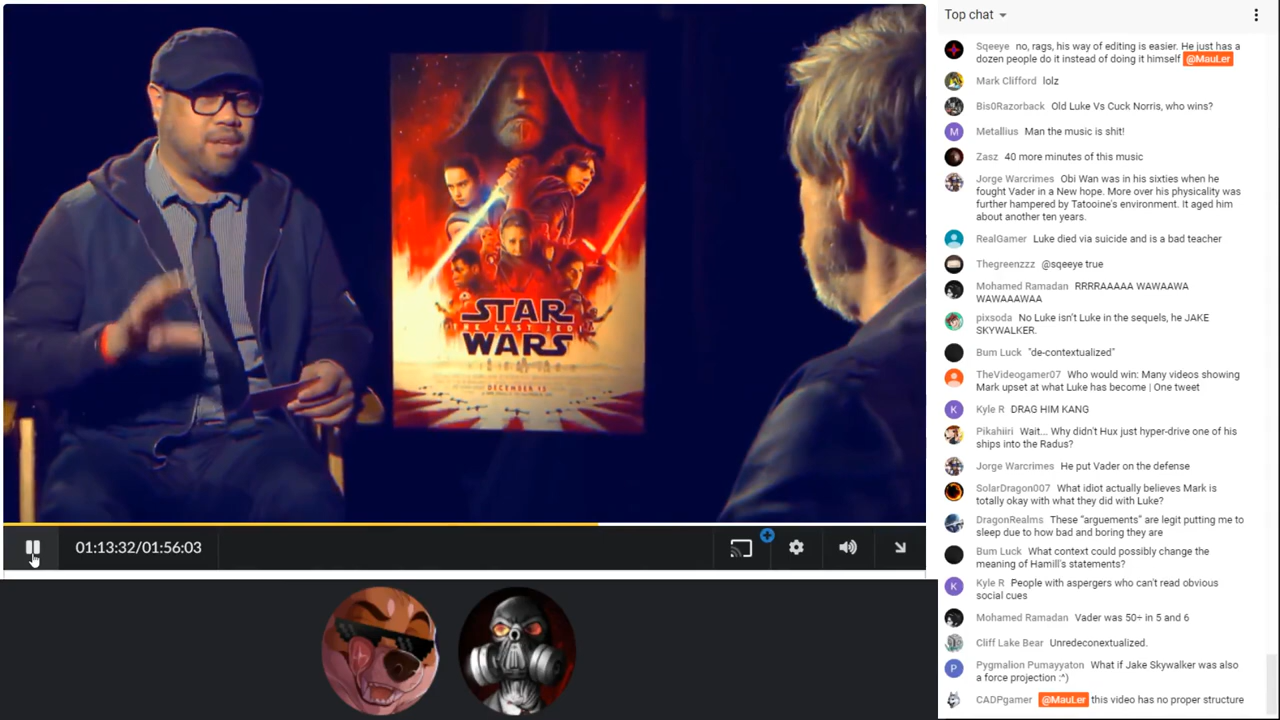 STAR
THE LAST JEDI
WARS
DECEMBER 15
01:13:32/01:56:03
Top chat
Sqeeye no, rags, his way of editing is easier. He just has a
dozen people do it instead of doing it himself @MauLer
Mark Clifford lolz
Bis0Razorback Old Luke Vs Cuck Norris, who wins?
M
Metallius Man the music is shit!
Zasz 40 more minutes of this music
Jorge Warcrimes Obi Wan was in his sixties when he
fought Vader in a New hope. More over his physicality was
further hampered by Tatooine's environment. It aged him
about another ten years.
RealGamer Luke died via suicide and is a bad teacher
Thegreenzzz @sqeeye true
Mohamed Ramadan RRRRAAAAA WAWAAWA
WAWAAAWAA
pixsoda No Luke isn't Luke in the sequels, he JAKE
SKYWALKER.
Bum Luck "de-contextualized"
TheVideogamer07 Who would win: Many videos showing
Mark upset at what Luke has become | One tweet
K
Kyle R DRAG HIM KANG
Pikahiiri Wait... Why didn't Hux just hyper-drive one of his
ships into the Radus?
Jorge Warcrimes He put Vader on the defense
SolarDragon007 What idiot actually believes Mark is
totally okay with what they did with Luke?
DragonRealms These "arguements" are legit putting me to
sleep due to how bad and boring they are
Bum Luck What context could possibly change the
meaning of Hamill's statements?
K
Kyle R People with aspergers who can't read obvious
social cues
Mohamed Ramadan Vader was 50÷ in 5 and 6
Cliff Lake Bear Unredeconextualized.
P
Pygmalion Pumayyaton What if Jake Skywalker was also
a force projection :^)
CADPgamer @MauLer this video has no proper structure